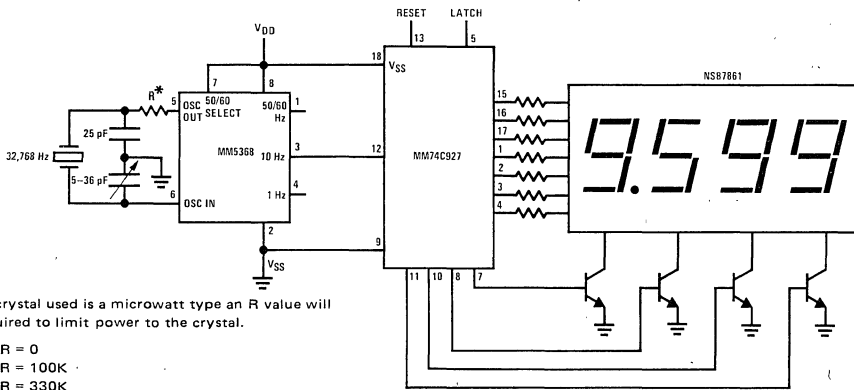 RESET LATCH
VDD
13 5
18
VSS
NSB7861
7 8
R*
5 OSC OUT
50/60 SELECT
50/60 Hz
1
15
16
17
1
2
3
4
25 pF
32,768 Hz
MM5368
10 Hz
3
12
MM74C927
9.599
5–36 pF
6 OSC IN
1 Hz
4
2
9
VSS
11 10 8 7
crystal used is a microwatt type an R value will
uired to limit power to the crystal.
R = 0
R = 100K
R = 330K